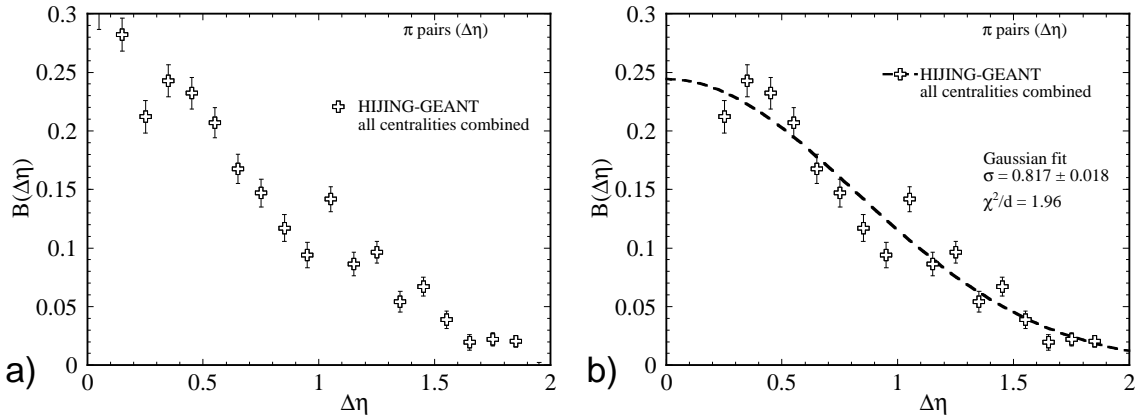 0.3
0.25
0.2
0.15
0.1
0.05
0
B(Δη)
π pairs (Δη)
HIJING-GEANT
all centralities combined
0
0.5
1
1.5
2
Δη
a)
0.3
0.25
0.2
0.15
0.1
0.05
0
B(Δη)
π pairs (Δη)
HIJING-GEANT
all centralities combined
Gaussian fit
σ = 0.817 ± 0.018
χ²/d = 1.96
0
0.5
1
1.5
2
Δη
b)